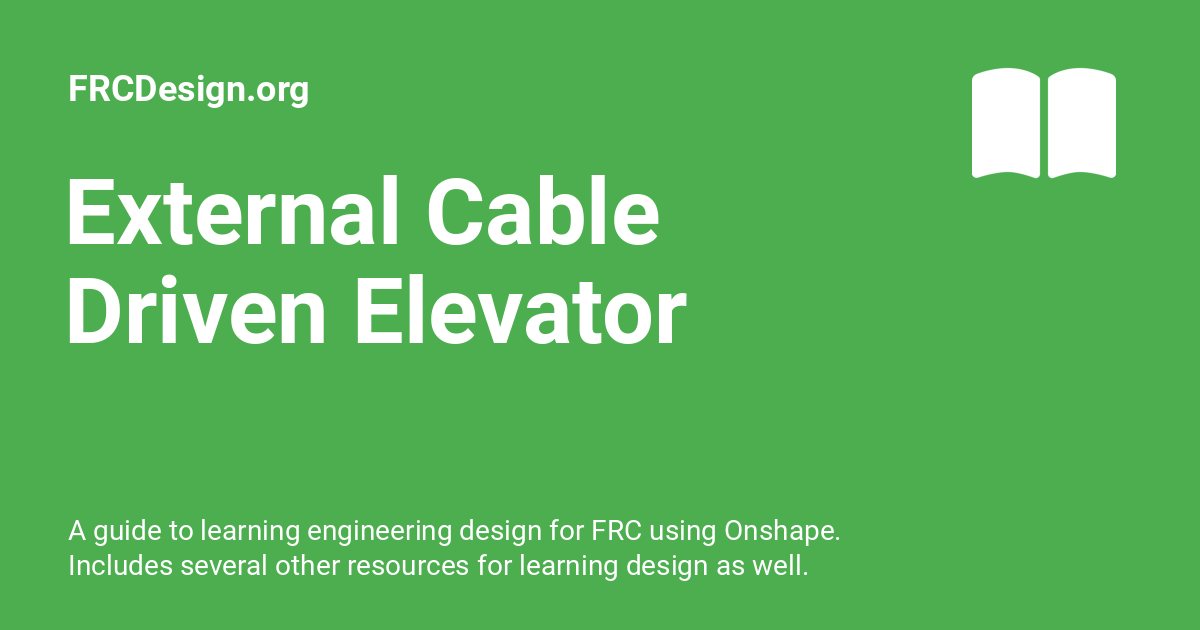 FRCDesign.org
External Cable
Driven Elevator
A guide to learning engineering design for FRC using Onshape.
Includes several other resources for learning design as well.